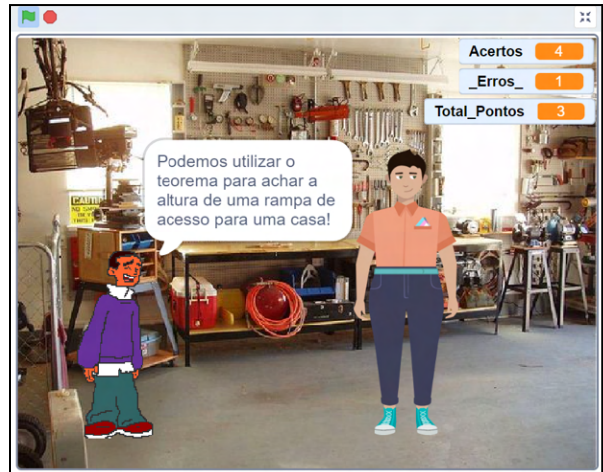 Acertos 4
_Erros_ 1
Total_Pontos 3
Podemos utilizar o
teorema para achar a
altura de uma rampa de
acesso para uma casa!
CAUTION